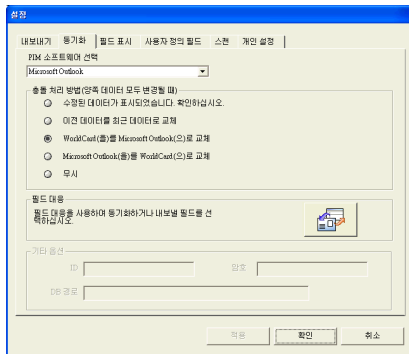 설정
내보내기 동기화 필드 표시 사용자 정의 필드 스캔 개인 설정
PIM 소프트웨어 선택
Microsoft Outlook
충돌 처리 방법(양쪽 데이터 모두 변경될 때)
수정된 데이터가 표시되었습니다. 확인하십시오.
이전 데이터를 최근 데이터로 교체
WorldCard(을)를 Microsoft Outlook(으)로 교체
Microsoft Outlook(을)를 WorldCard(으)로 교체
무시
필드 대응
필드 대응을 사용하여 동기화하거나 내보낼 필드를 선
택하십시오.
기타 옵션
ID 암호
DB 경로
적용 확인 취소